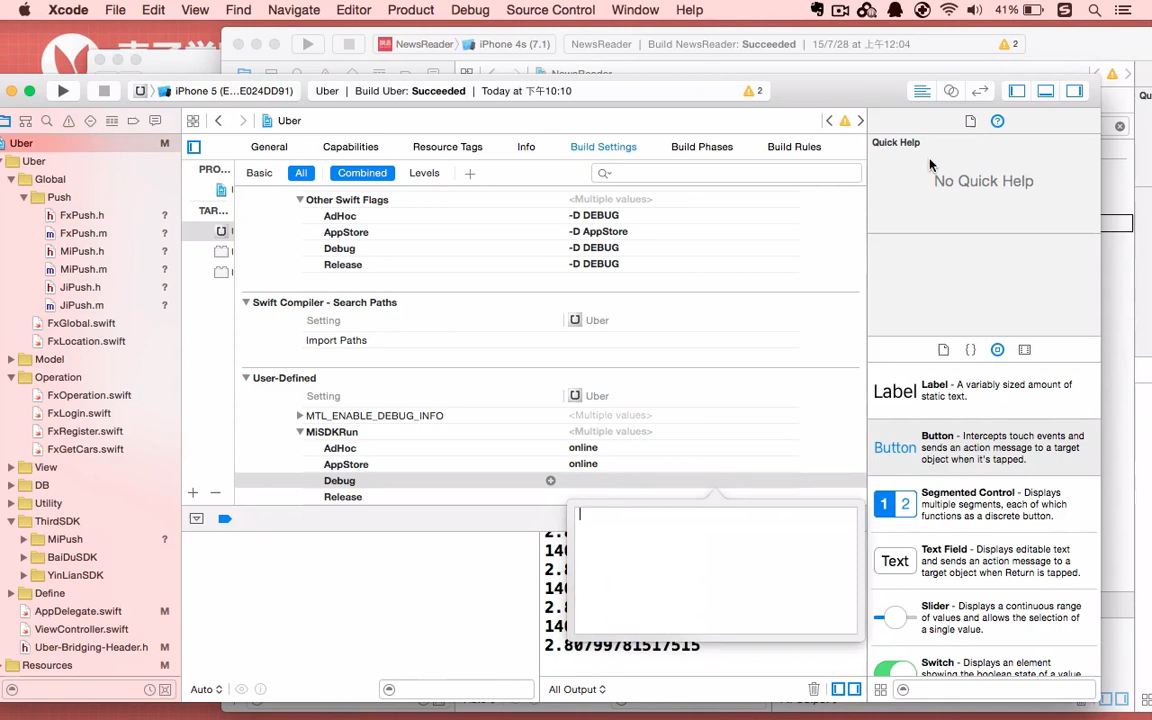 Xcode File Edit View Find Navigate Editor Product Debug Source Control Window Help 41%
NewsReader iPhone 4s (7.1) NewsReader | Build NewsReader: Succeeded | 15/7/28 at 上午12:04 2
iPhone 5 (E...E024DD91) Uber | Build Uber: Succeeded | Today at 下午10:10 2
Uber
Uber M
Uber
Global
Push
FxPush.h ?
FxPush.m ?
MiPush.h ?
MiPush.m ?
JiPush.h ?
JiPush.m ?
FxGlobal.swift
FxLocation.swift
Model
Operation
FxOperation.swift
FxLogin.swift
FxRegister.swift
FxGetCars.swift
View
DB
Utility
ThirdSDK
MiPush ?
BaiDuSDK
YinLianSDK
Define
AppDelegate.swift M
ViewController.swift
Uber-Bridging-Header.h M
Resources
General Capabilities Resource Tags Info Build Settings Build Phases Build Rules
PRO...
TAR...
Basic All Combined Levels
Other Swift Flags <Multiple values>
AdHoc -D DEBUG
AppStore -D AppStore
Debug -D DEBUG
Release -D DEBUG
Swift Compiler - Search Paths
Setting Uber
Import Paths
User-Defined
Setting Uber
MTL_ENABLE_DEBUG_INFO <Multiple values>
MiSDKRun <Multiple values>
AdHoc online
AppStore online
Debug
Release
2.80799781517515
Auto
All Output
Quick Help
No Quick Help
Label
Label - A variably sized amount of
static text.
Button
Button - Intercepts touch events and
sends an action message to a target
object when it's tapped.
1 2
Segmented Control - Displays
multiple segments, each of which
functions as a discrete button.
Text
Text Field - Displays editable text
and sends an action message to a
target object when Return is tapped.
Slider - Displays a continuous range
of values and allows the selection of
a single value.
Switch - Displays an element
showing the boolean state of a value.